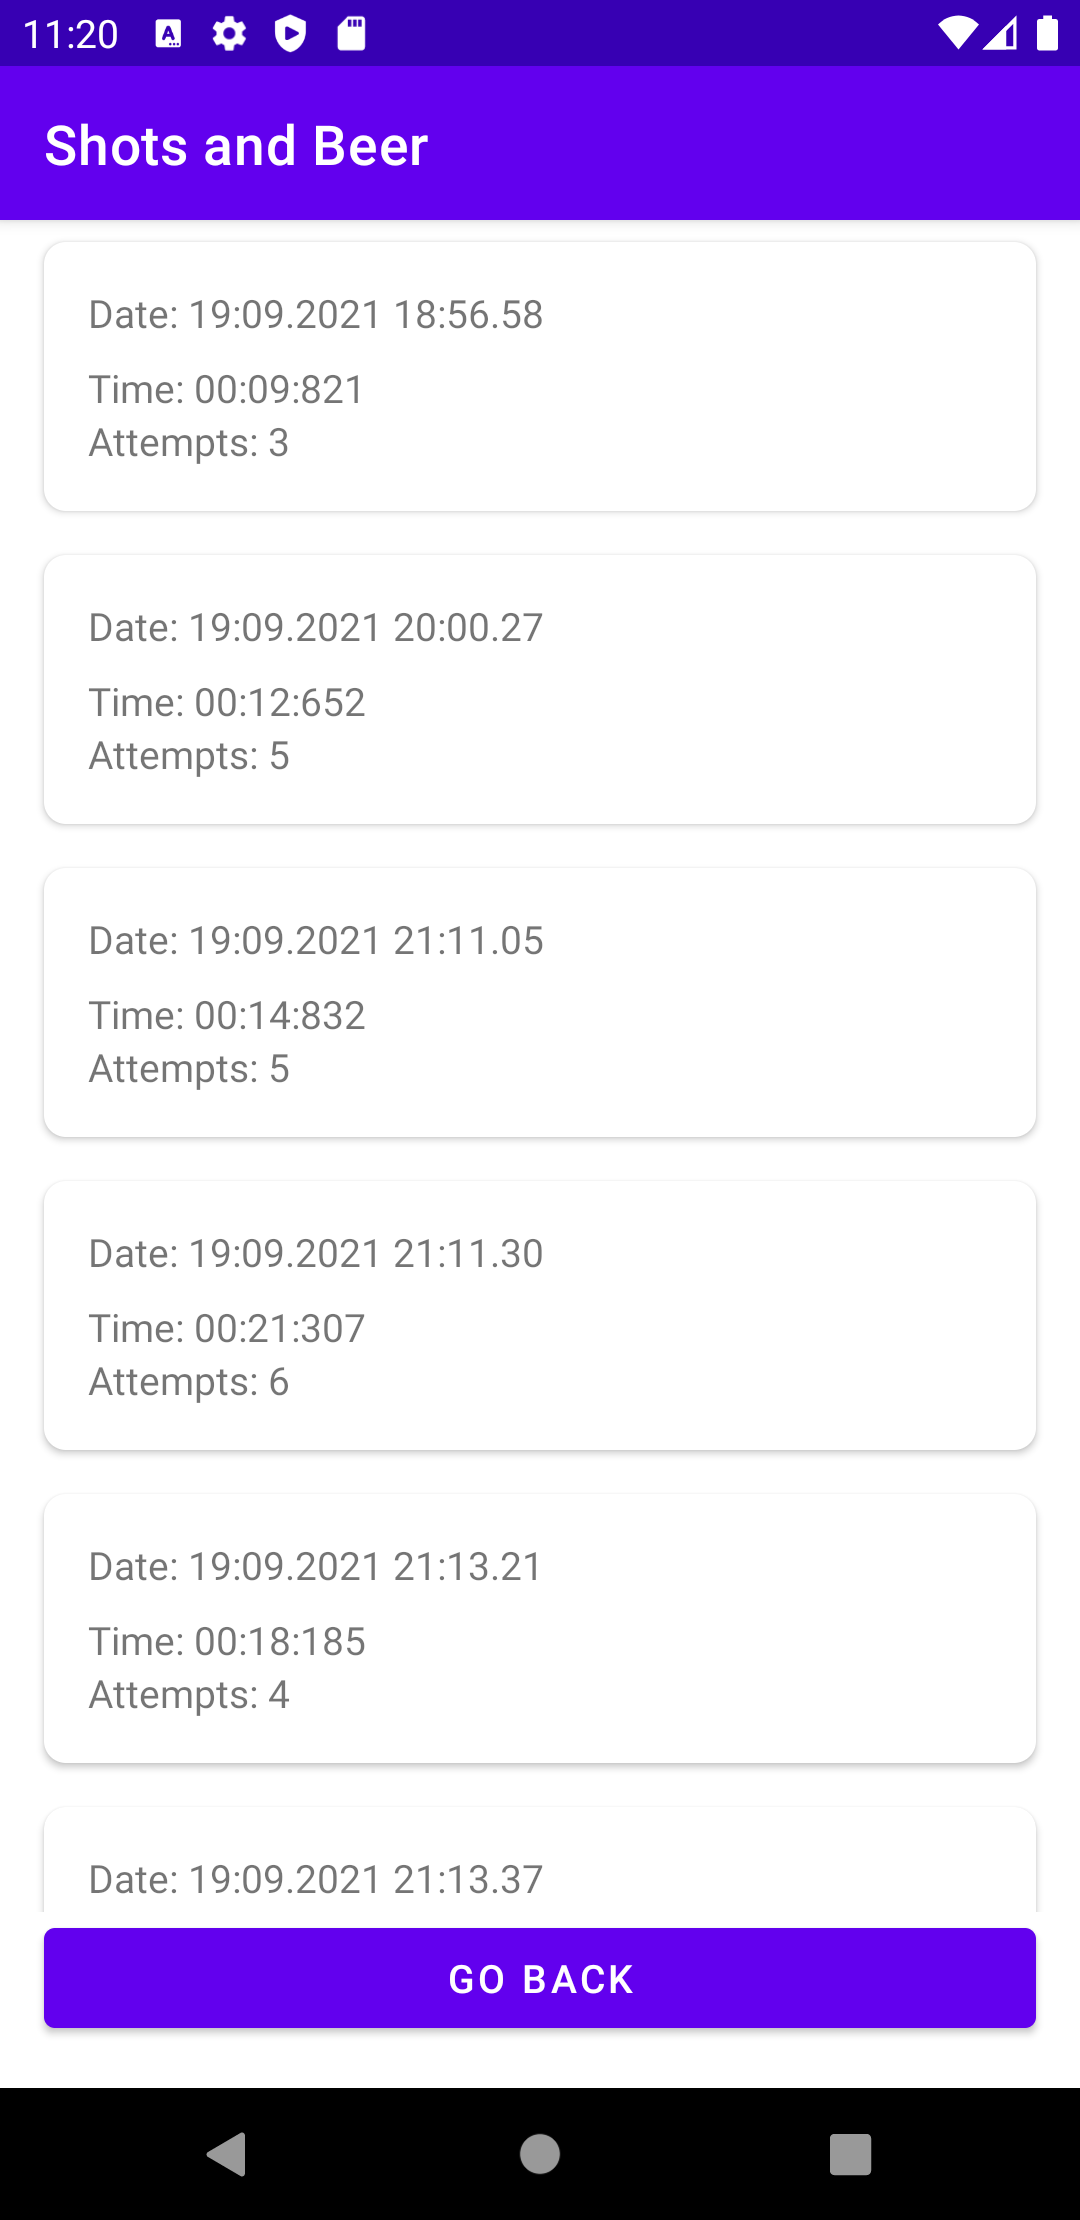 11:20
Shots and Beer
Date: 19:09.2021 18:56.58
Time: 00:09:821
Attempts: 3
Date: 19:09.2021 20:00.27
Time: 00:12:652
Attempts: 5
Date: 19:09.2021 21:11.05
Time: 00:14:832
Attempts: 5
Date: 19:09.2021 21:11.30
Time: 00:21:307
Attempts: 6
Date: 19:09.2021 21:13.21
Time: 00:18:185
Attempts: 4
Date: 19:09.2021 21:13.37
GO BACK